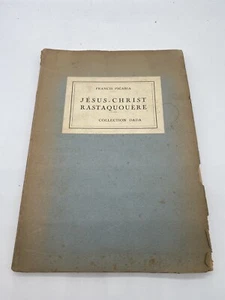 FRANCIS PICABIA
JÉSUS-CHRIST
RASTAQUOUÈRE
COLLECTION DADA